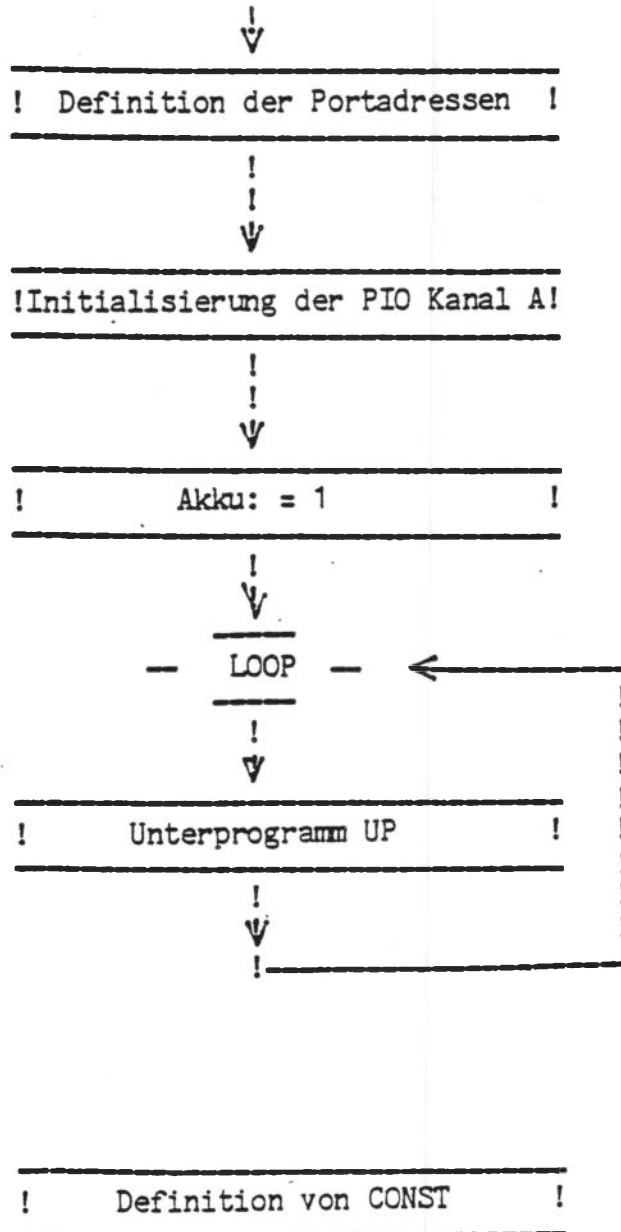 ! Definition der Portadressen !
!Initialisierung der PIO Kanal A!
! Akku: = 1 !
— LOOP —
! Unterprogramm UP !
! Definition von CONST !